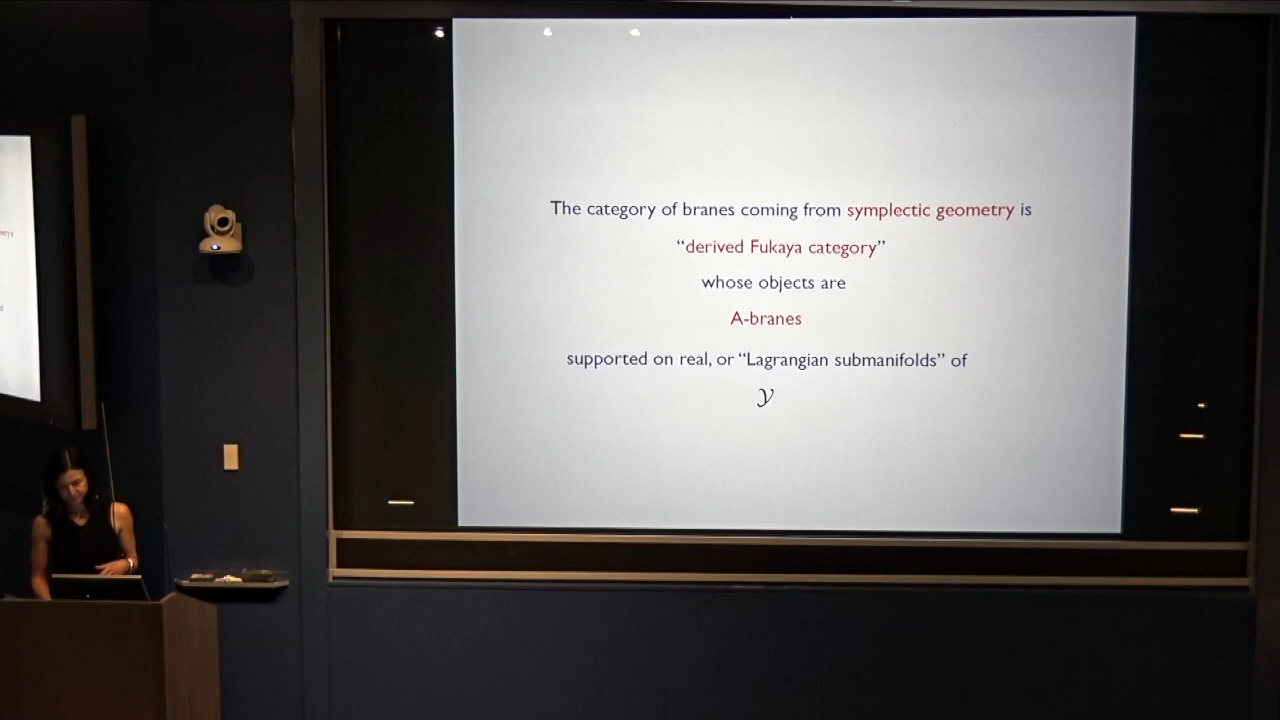 The category of branes coming from symplectic geometry is
“derived Fukaya category”
whose objects are
A-branes
supported on real, or “Lagrangian submanifolds” of
𝒴